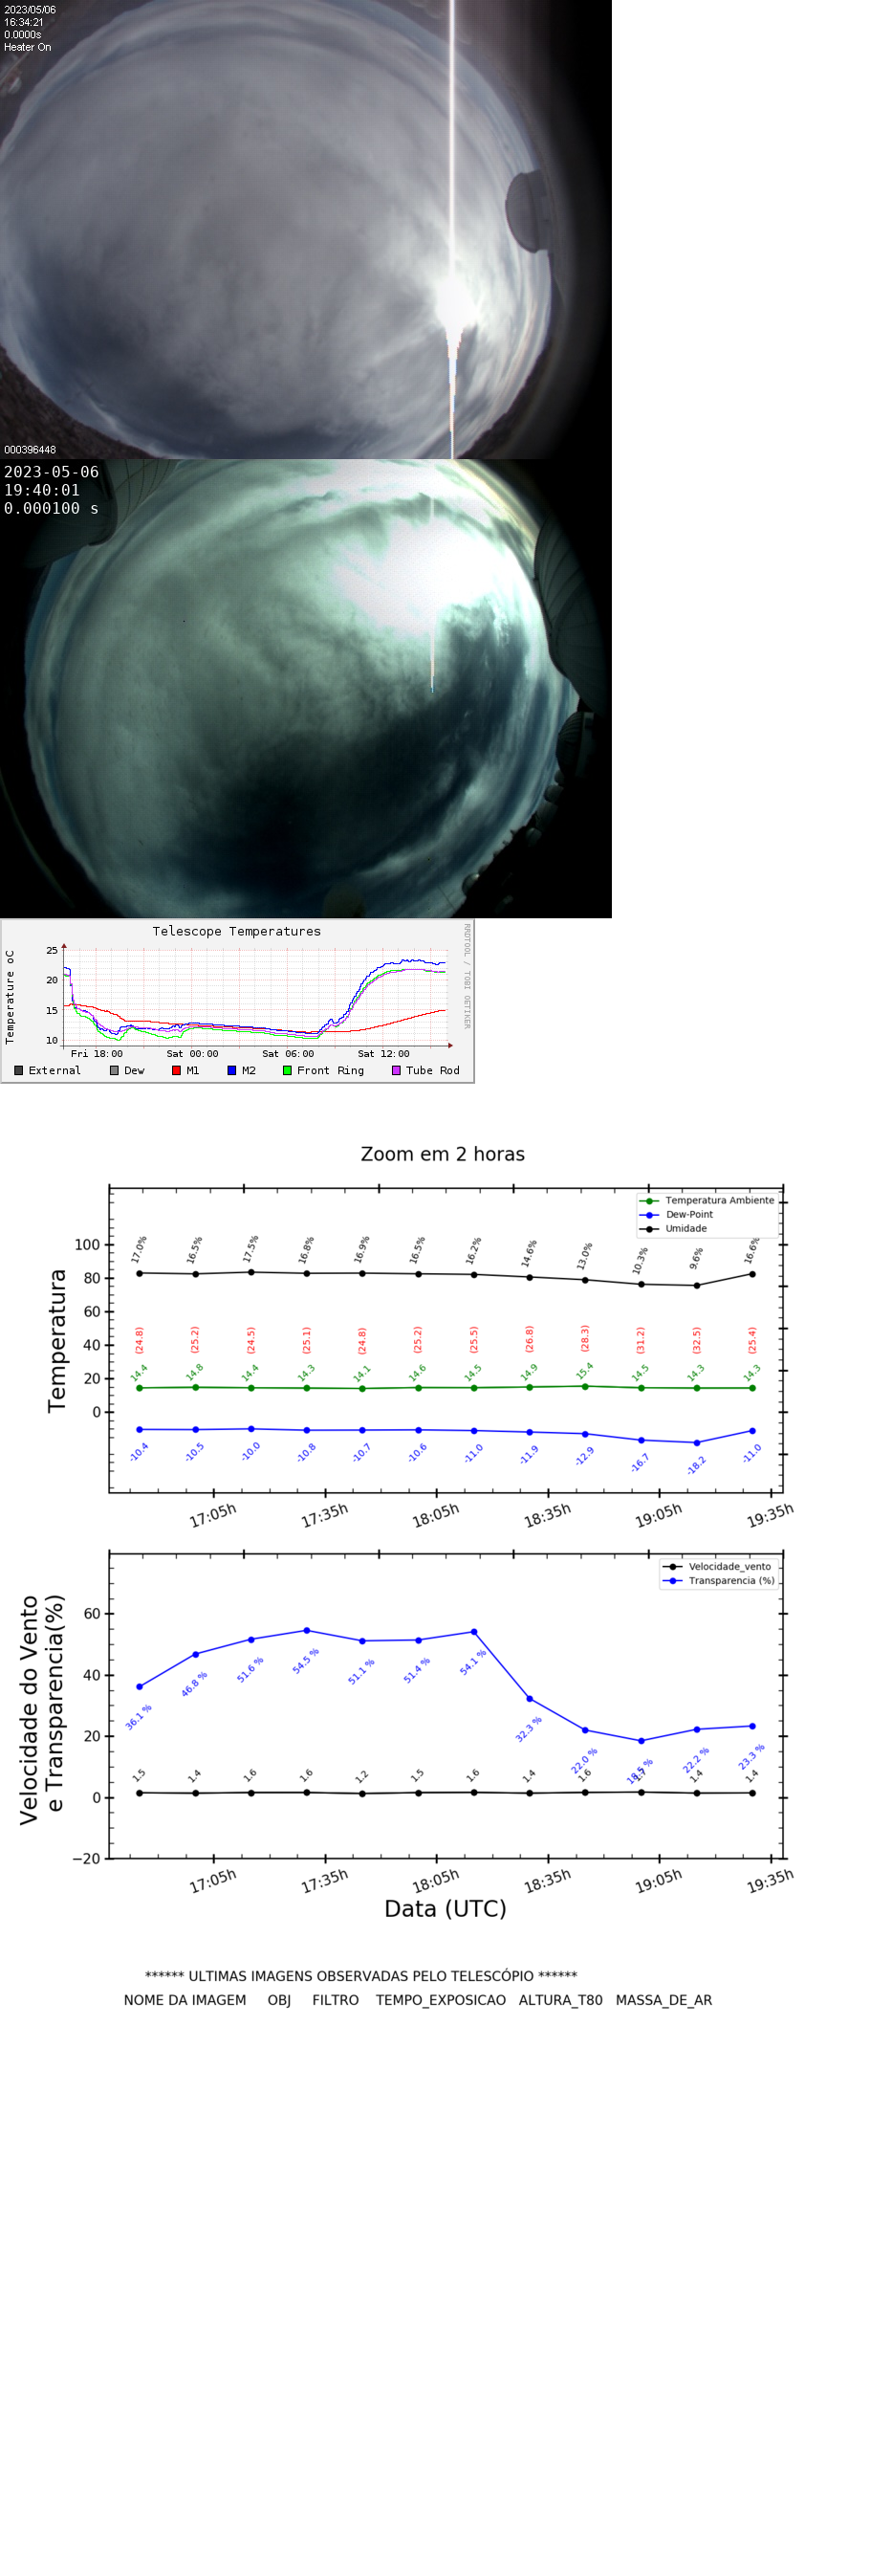 2023/05/06
16:34:21
0.0000s
Heater On
000396448
2023-05-06
19:40:01
0.000100 s
Telescope Temperatures
RRDTOOL / TOBI OETIKER
Temperature oC
25
20
15
10
Fri 18:00 Sat 00:00 Sat 06:00 Sat 12:00
External Dew M1 M2 Front Ring Tube Rod
Zoom em 2 horas
Temperatura Ambiente
Dew-Point
Umidade
Temperatura
100
80
60
40
20
0
17.0% 16.5% 17.5% 16.8% 16.9% 16.5% 16.2% 14.6% 13.0% 10.3% 9.6% 16.6%
(24.8) (25.2) (24.5) (25.1) (24.8) (25.2) (25.5) (26.8) (28.3) (31.2) (32.5) (25.4)
14.4 14.8 14.4 14.3 14.1 14.6 14.5 14.9 15.4 14.5 14.3 14.3
-10.4 -10.5 -10.0 -10.8 -10.7 -10.6 -11.0 -11.9 -12.9 -16.7 -18.2 -11.0
17:05h 17:35h 18:05h 18:35h 19:05h 19:35h
Velocidade_vento
Transparencia (%)
Velocidade do Vento
e Transparencia(%)
60
40
20
0
−20
36.1 % 46.8 % 51.6 % 54.5 % 51.1 % 51.4 % 54.1 % 32.3 % 22.0 % 18.5 % 22.2 % 23.3 %
1.5 1.4 1.6 1.6 1.2 1.5 1.6 1.4 1.6 1.4 1.4
17:05h 17:35h 18:05h 18:35h 19:05h 19:35h
Data (UTC)
****** ULTIMAS IMAGENS OBSERVADAS PELO TELESCÓPIO ******
NOME DA IMAGEM OBJ FILTRO TEMPO_EXPOSICAO ALTURA_T80 MASSA_DE_AR